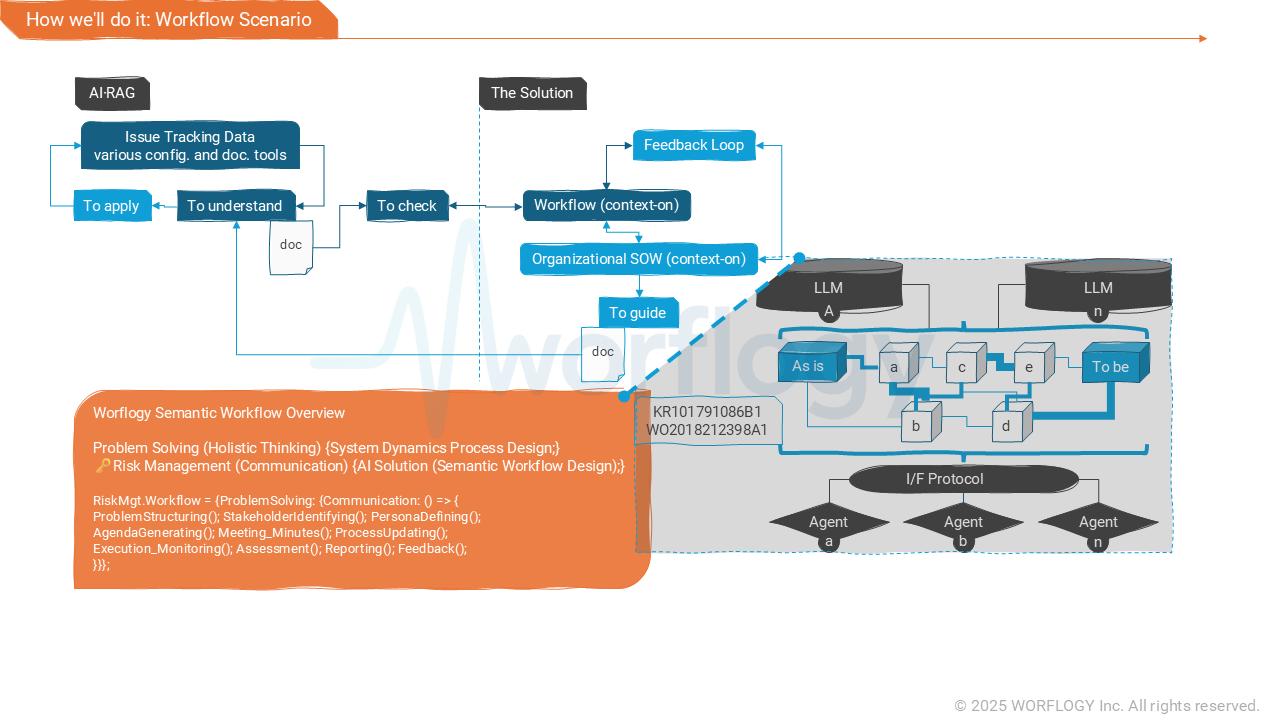 How we'll do it: Workflow Scenario
AI·RAG
The Solution
Issue Tracking Data
various config. and doc. tools
Feedback Loop
To apply
To understand
To check
Workflow (context-on)
doc
Organizational SOW (context-on)
To guide
doc
worflogy
LLM
A
LLM
n
As is
a
c
e
To be
b
d
KR101791086B1
WO2018212398A1
I/F Protocol
Agent
a
Agent
b
Agent
n
Worflogy Semantic Workflow Overview
Problem Solving (Holistic Thinking) {System Dynamics Process Design;}
🔑Risk Management (Communication) {AI Solution (Semantic Workflow Design);}
RiskMgt.Workflow = {ProblemSolving: {Communication: () => {
ProblemStructuring(); StakeholderIdentifying(); PersonaDefining();
AgendaGenerating(); Meeting_Minutes(); ProcessUpdating();
Execution_Monitoring(); Assessment(); Reporting(); Feedback();
}}};
© 2025 WORFLOGY Inc. All rights reserved.